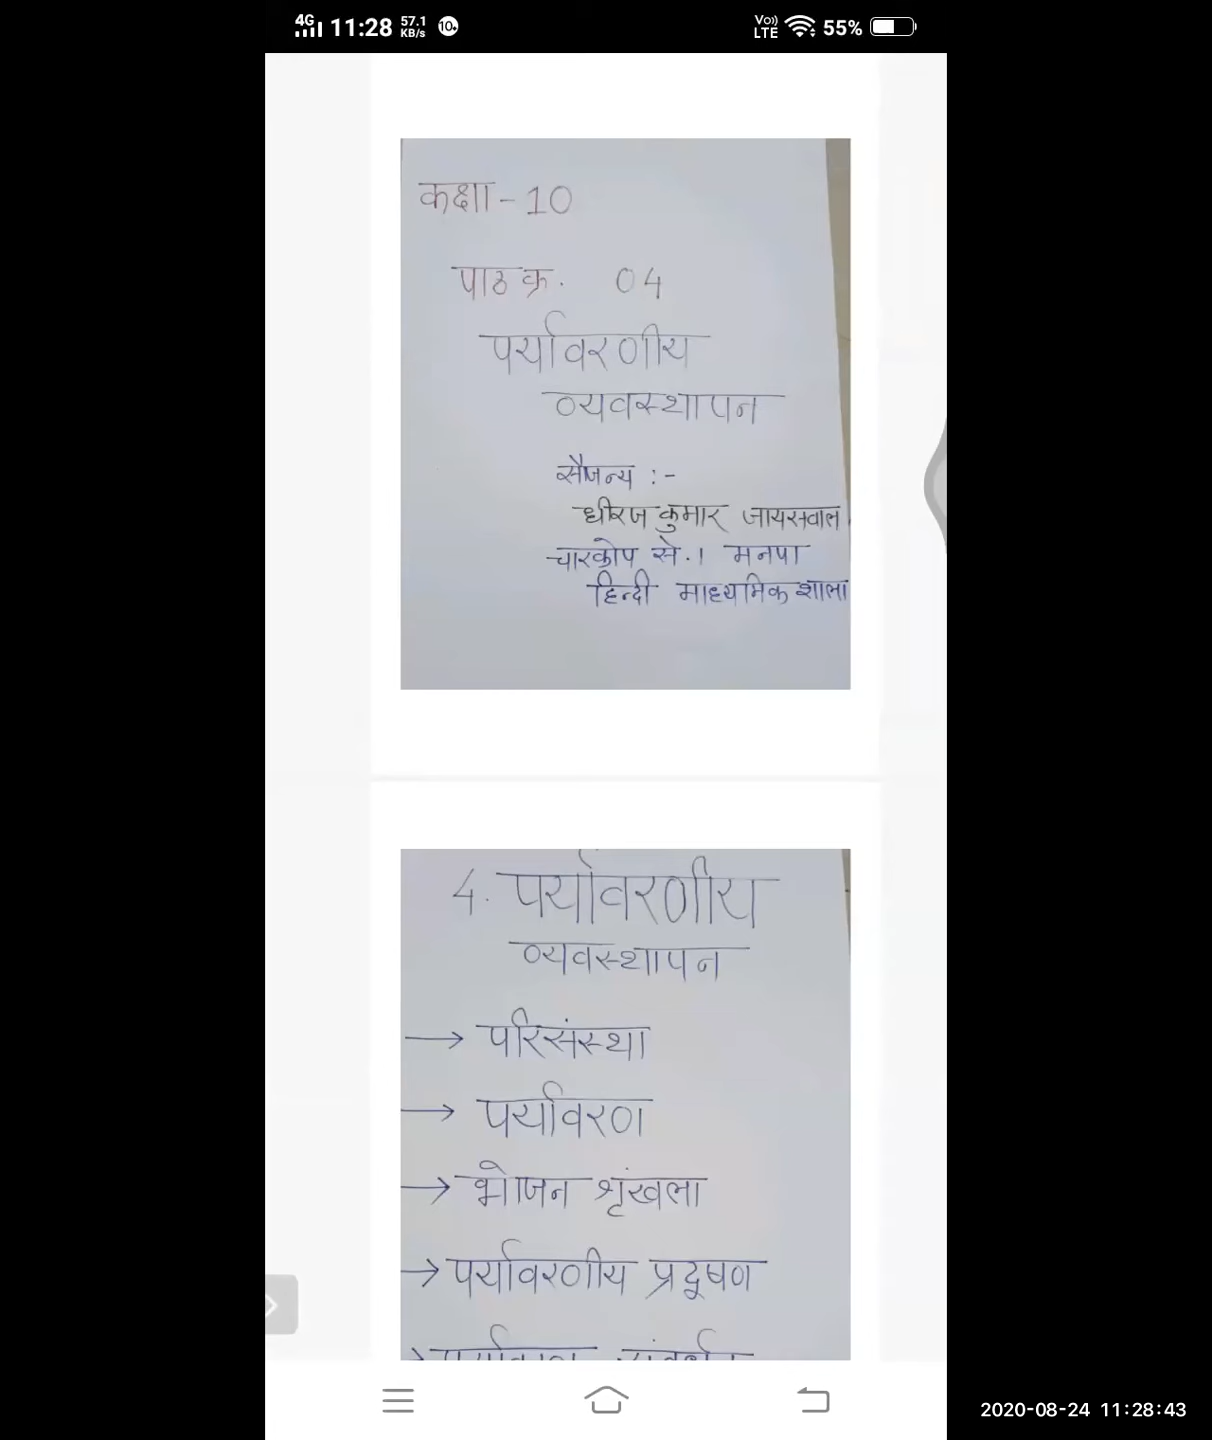 4G 11:28 57.1 KB/s 10+ Vo) LTE 55%
कक्षा - 10
पाठ क्र. 04
पर्यावरणीय
व्यवस्थापन
सौजन्य :-
धीरज कुमार जायसवाल
चारकोप से.। मनपा
हिन्दी माध्यमिक शाला
4. पर्यावरणीय
व्यवस्थापन
→ परिसंस्था
→ पर्यावरण
→ भोजन शृंखला
→ पर्यावरणीय प्रदूषण
2020-08-24 11:28:43